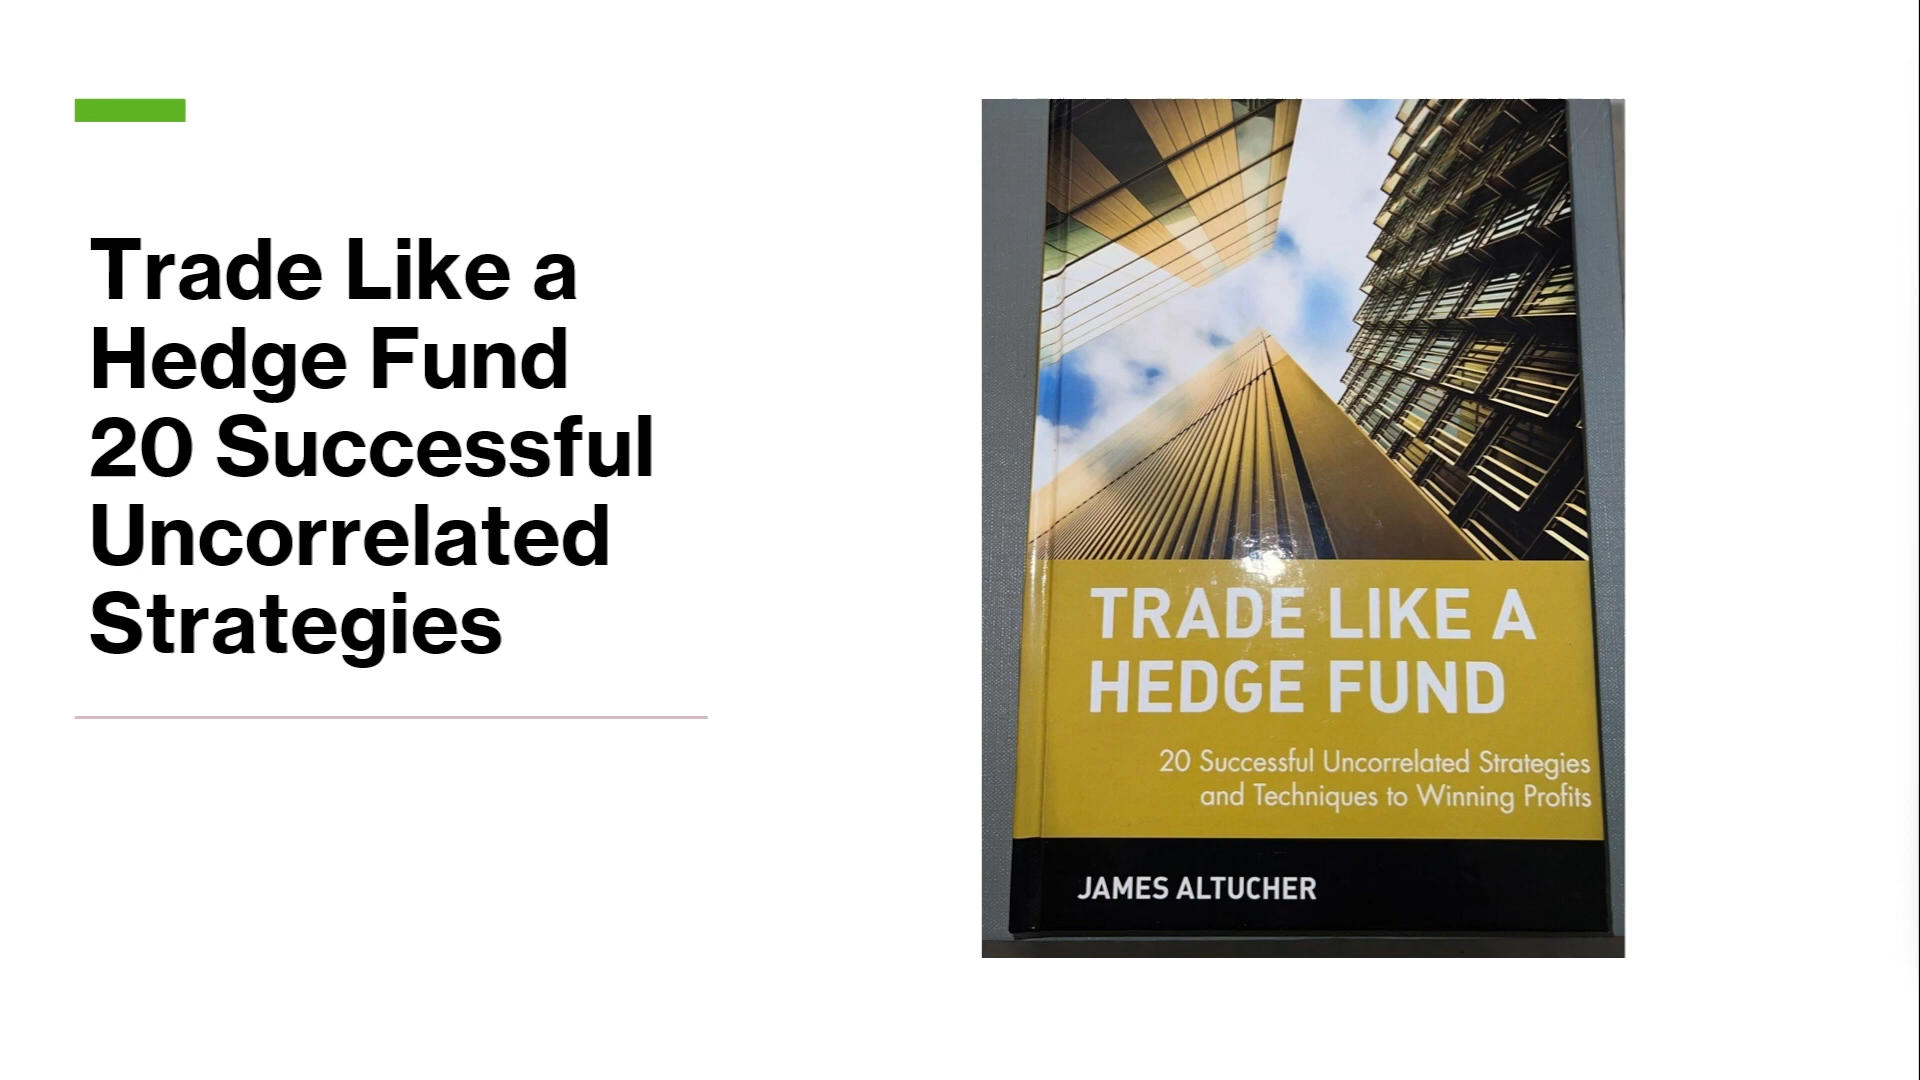 Trade Like a
Hedge Fund
20 Successful
Uncorrelated
Strategies
TRADE LIKE A
HEDGE FUND
20 Successful Uncorrelated Strategies
and Techniques to Winning Profits
JAMES ALTUCHER